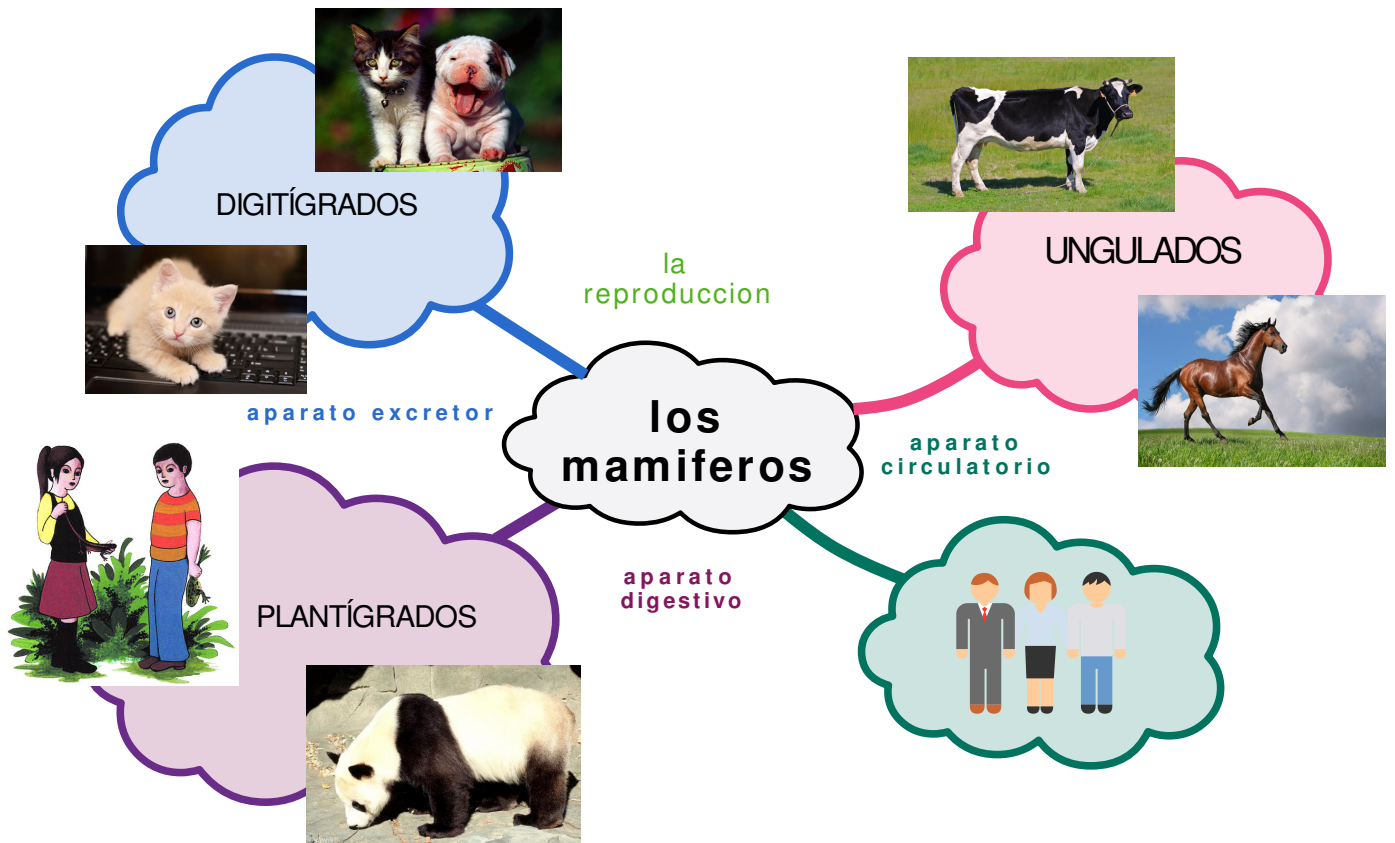 DIGITÍGRADOS
UNGULADOS
la
reproduccion
los
mamiferos
aparato excretor
aparato
circulatorio
aparato
digestivo
PLANTÍGRADOS